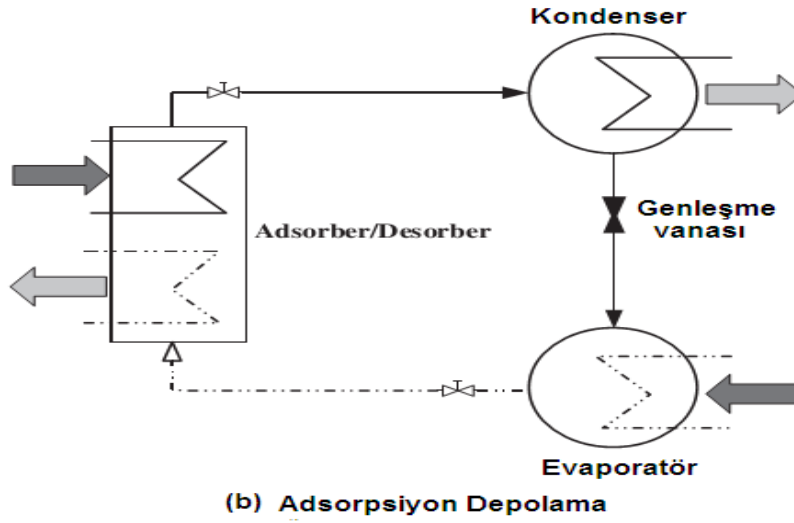 Kondenser
Adsorber/Desorber
Genleşme
vanası
Evaporatör
(b) Adsorpsiyon Depolama